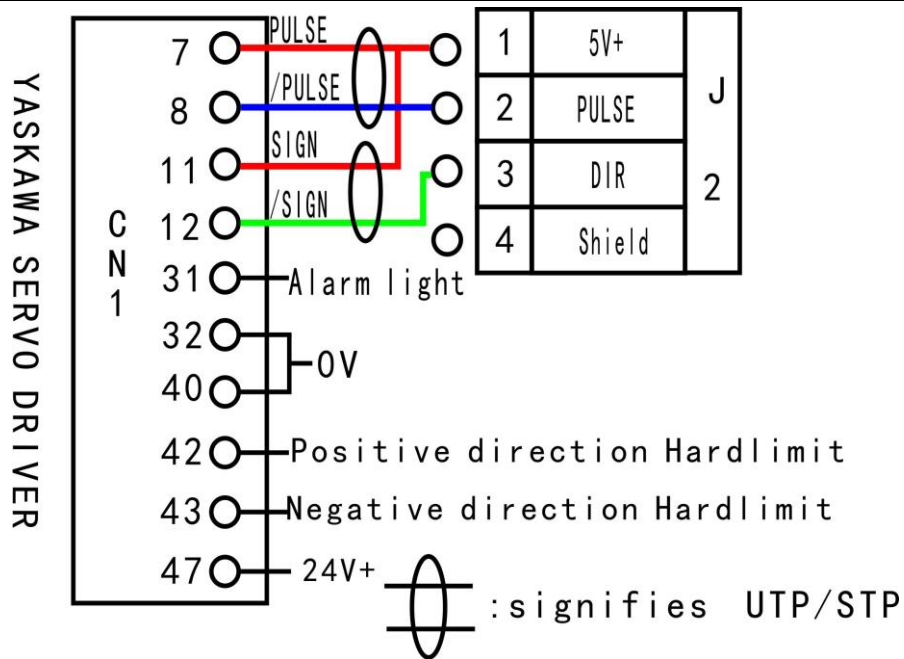 YASKAWA SERVO DRIVER
CN1
7 PULSE
8 /PULSE
11 SIGN
12 /SIGN
31 Alarm light
32
0V
40
42 Positive direction Hardlimit
43 Negative direction Hardlimit
47 24V+
1 5V+
2 PULSE
3 DIR
4 Shield
J2
:signifies UTP/STP